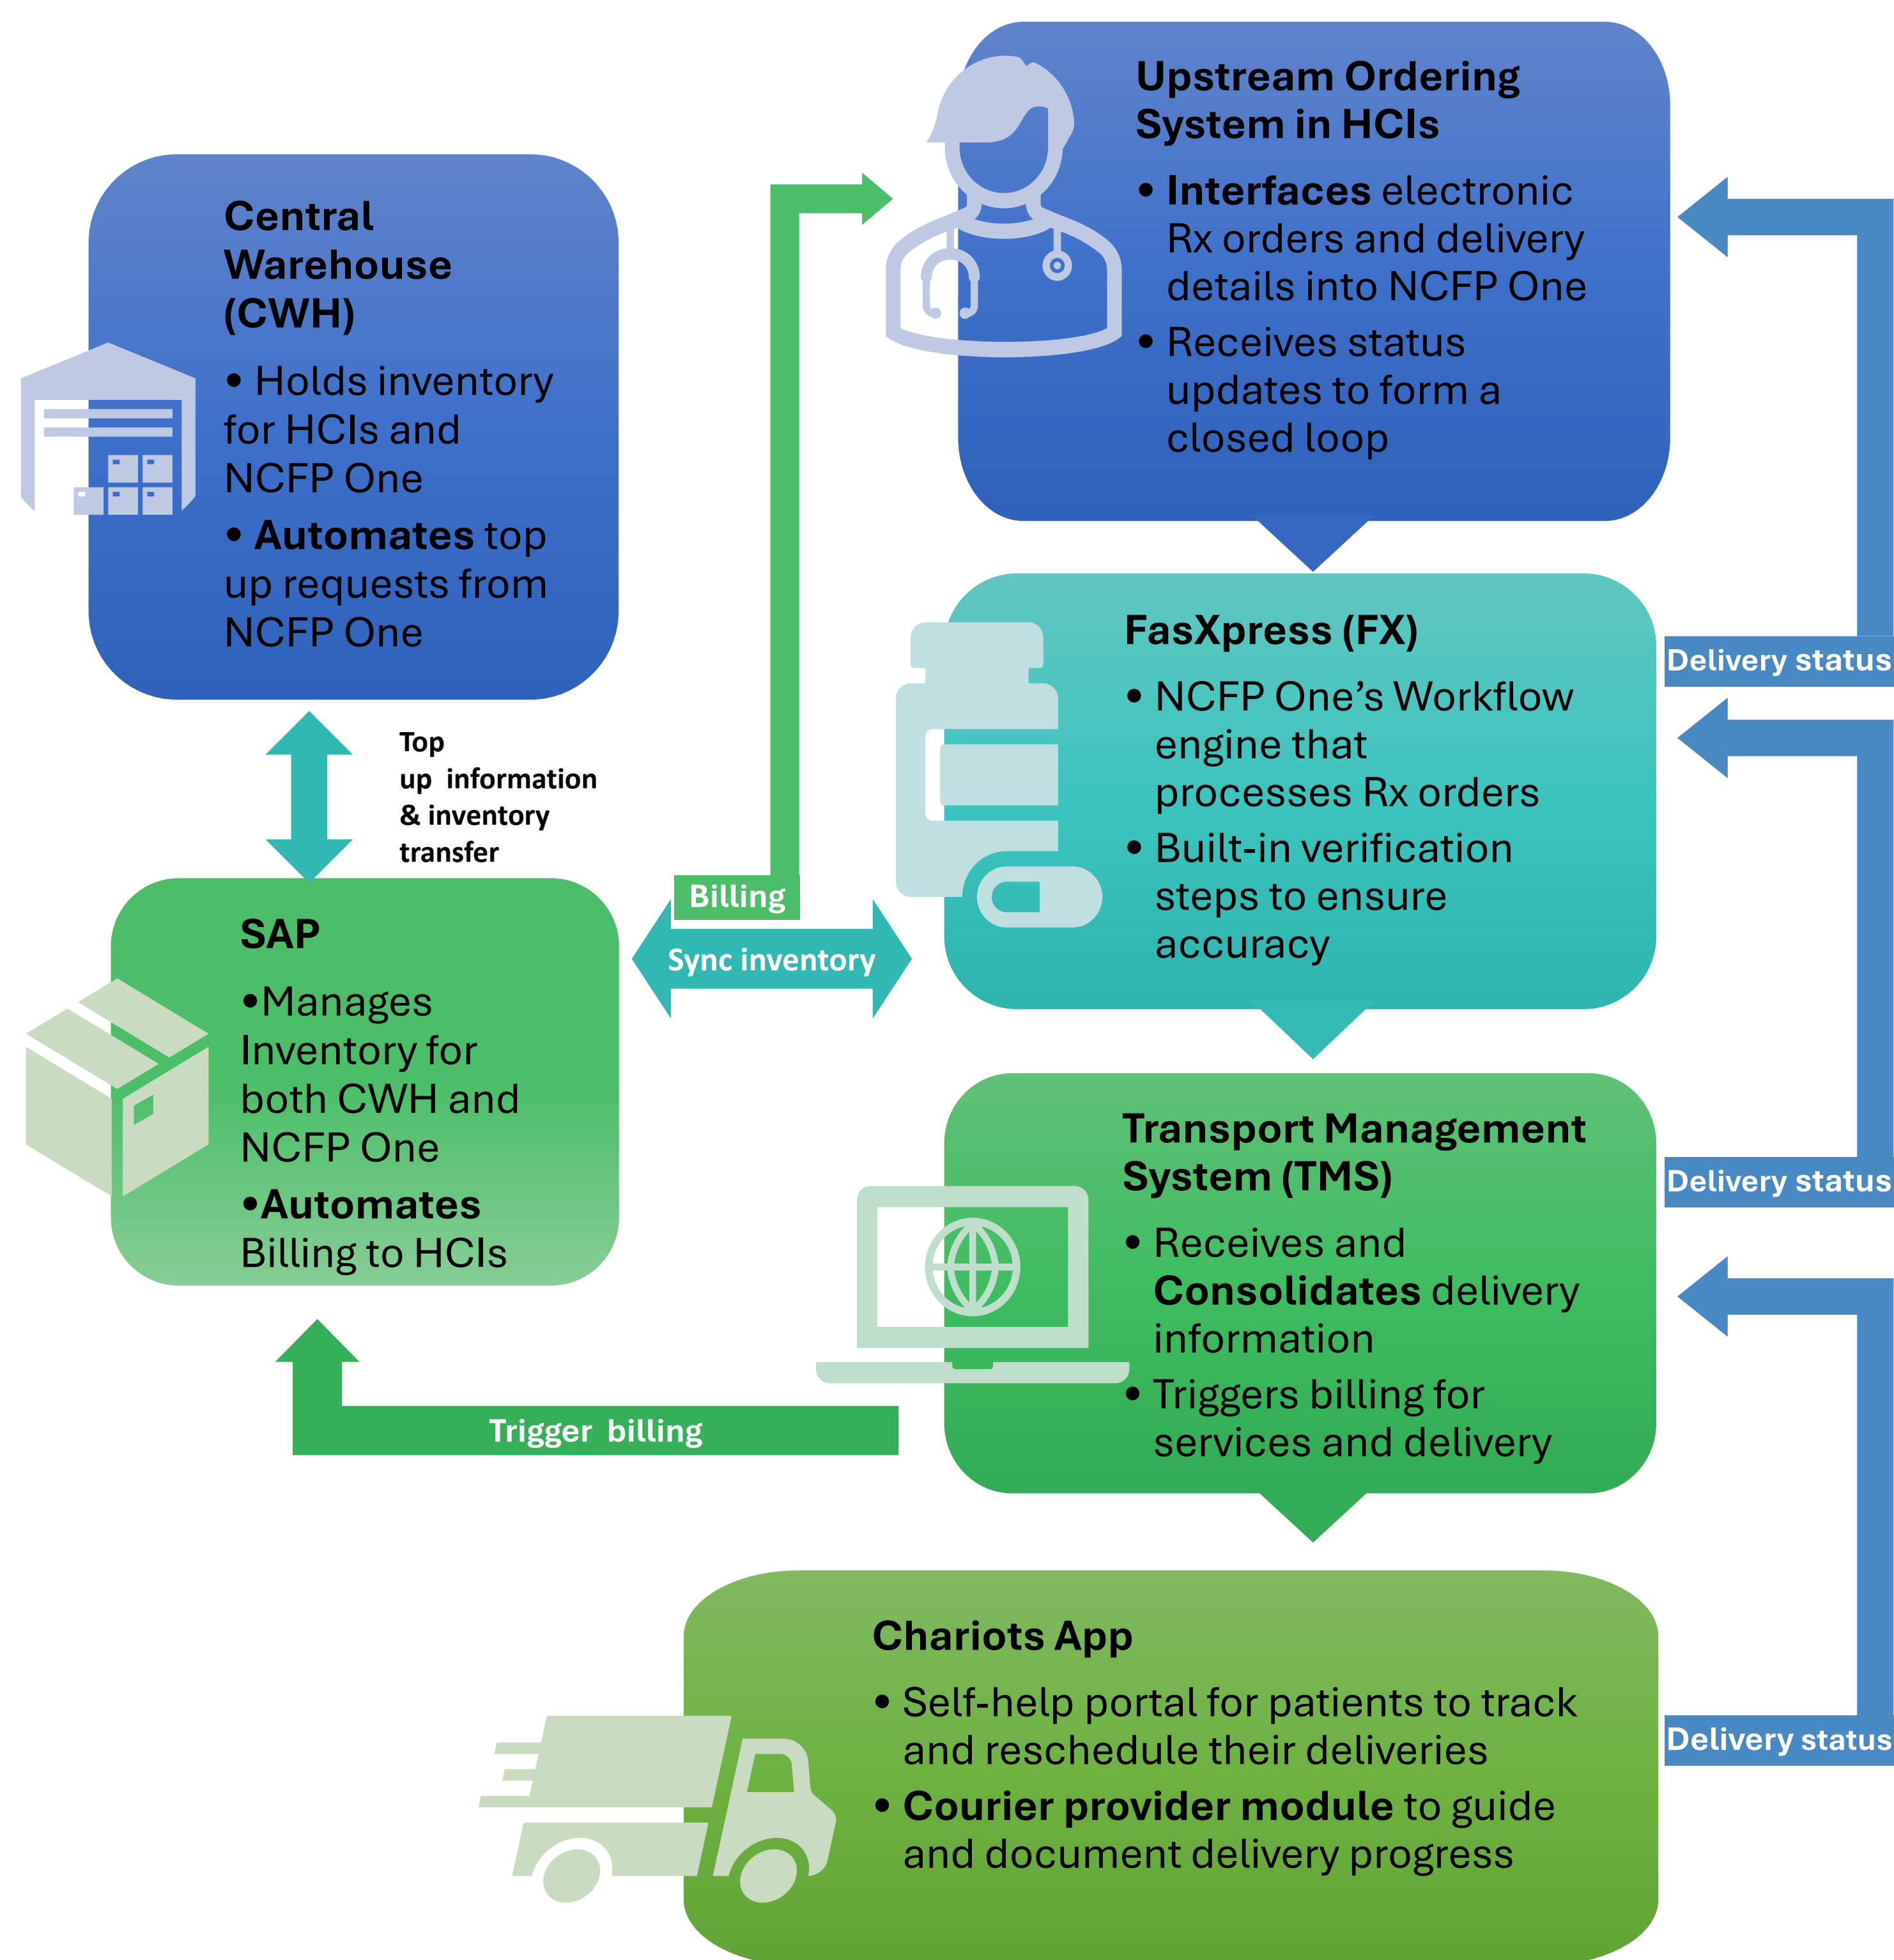 Central
Warehouse
(CWH)
• Holds inventory
for HCIs and
NCFP One
• Automates top
up requests from
NCFP One
Top
up information
& inventory
transfer
SAP
•Manages
Inventory for
both CWH and
NCFP One
•Automates
Billing to HCIs
Billing
Sync inventory
Trigger billing
Upstream Ordering
System in HCIs
• Interfaces electronic
Rx orders and delivery
details into NCFP One
• Receives status
updates to form a
closed loop
Delivery status
FasXpress (FX)
• NCFP One’s Workflow
engine that
processes Rx orders
• Built-in verification
steps to ensure
accuracy
Delivery status
Transport Management
System (TMS)
• Receives and
Consolidates delivery
information
• Triggers billing for
services and delivery
Delivery status
Chariots App
• Self-help portal for patients to track
and reschedule their deliveries
• Courier provider module to guide
and document delivery progress